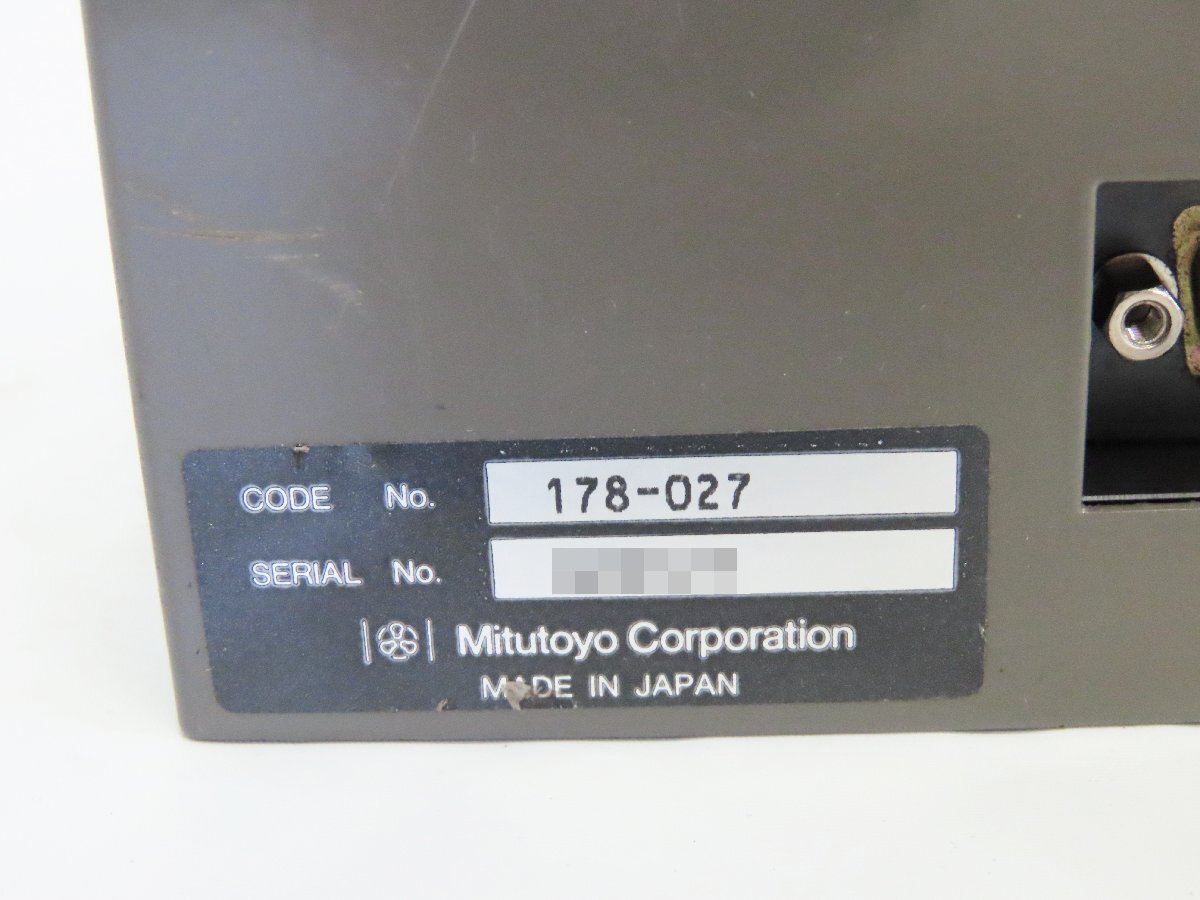 CODE No. 178-027
SERIAL No.
Mitutoyo Corporation
MADE IN JAPAN